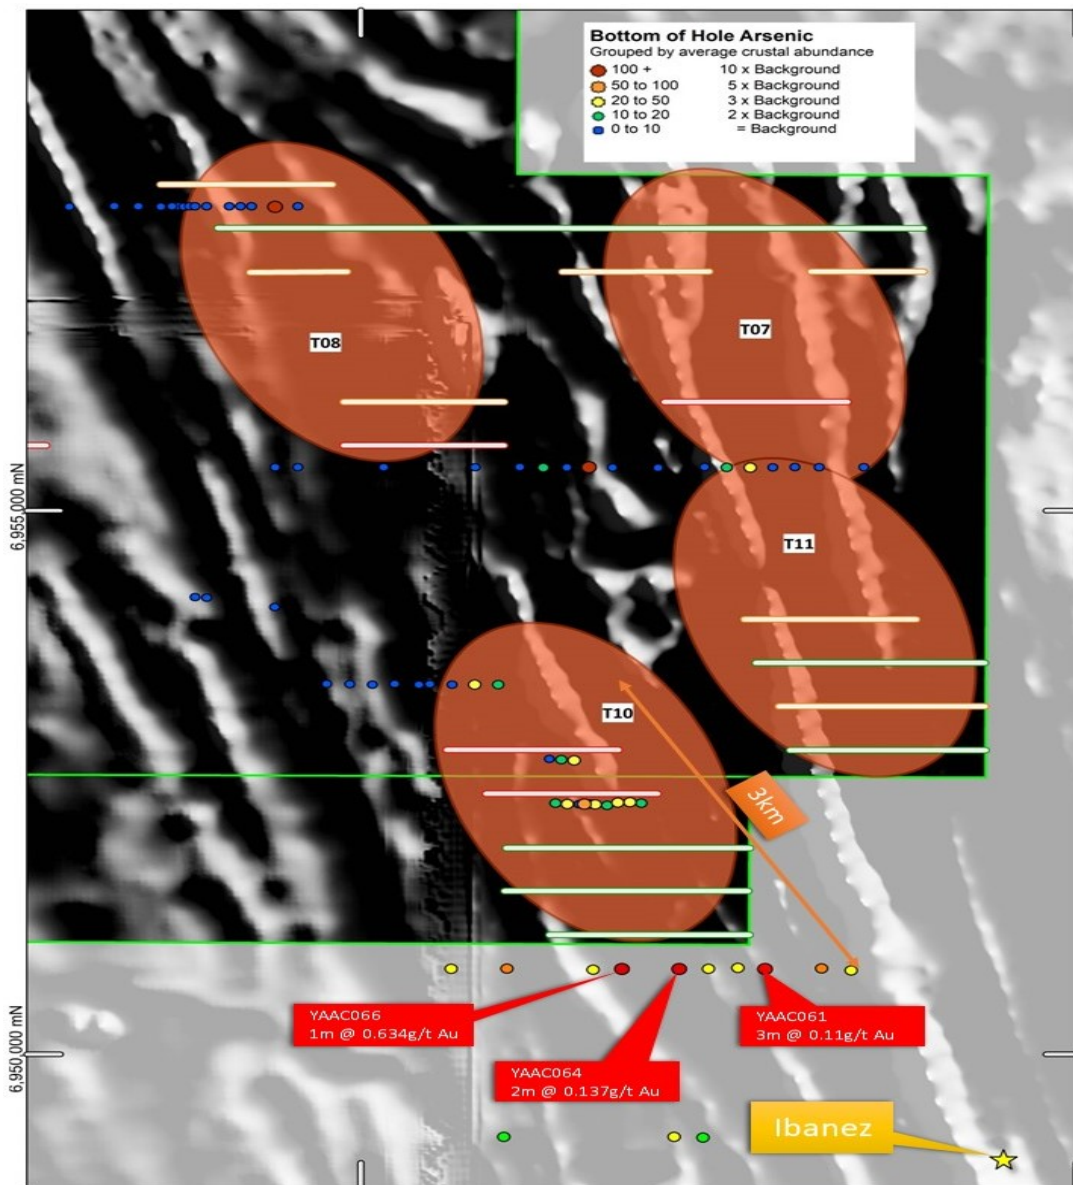 Bottom of Hole Arsenic
Grouped by average crustal abundance
100 + 10 x Background
50 to 100 5 x Background
20 to 50 3 x Background
10 to 20 2 x Background
0 to 10 = Background
T08
T07
6,955,000 mN
T11
T10
3km
YAAC066
1m @ 0.634g/t Au
YAAC061
3m @ 0.11g/t Au
6,950,000 mN
YAAC064
2m @ 0.137g/t Au
Ibanez